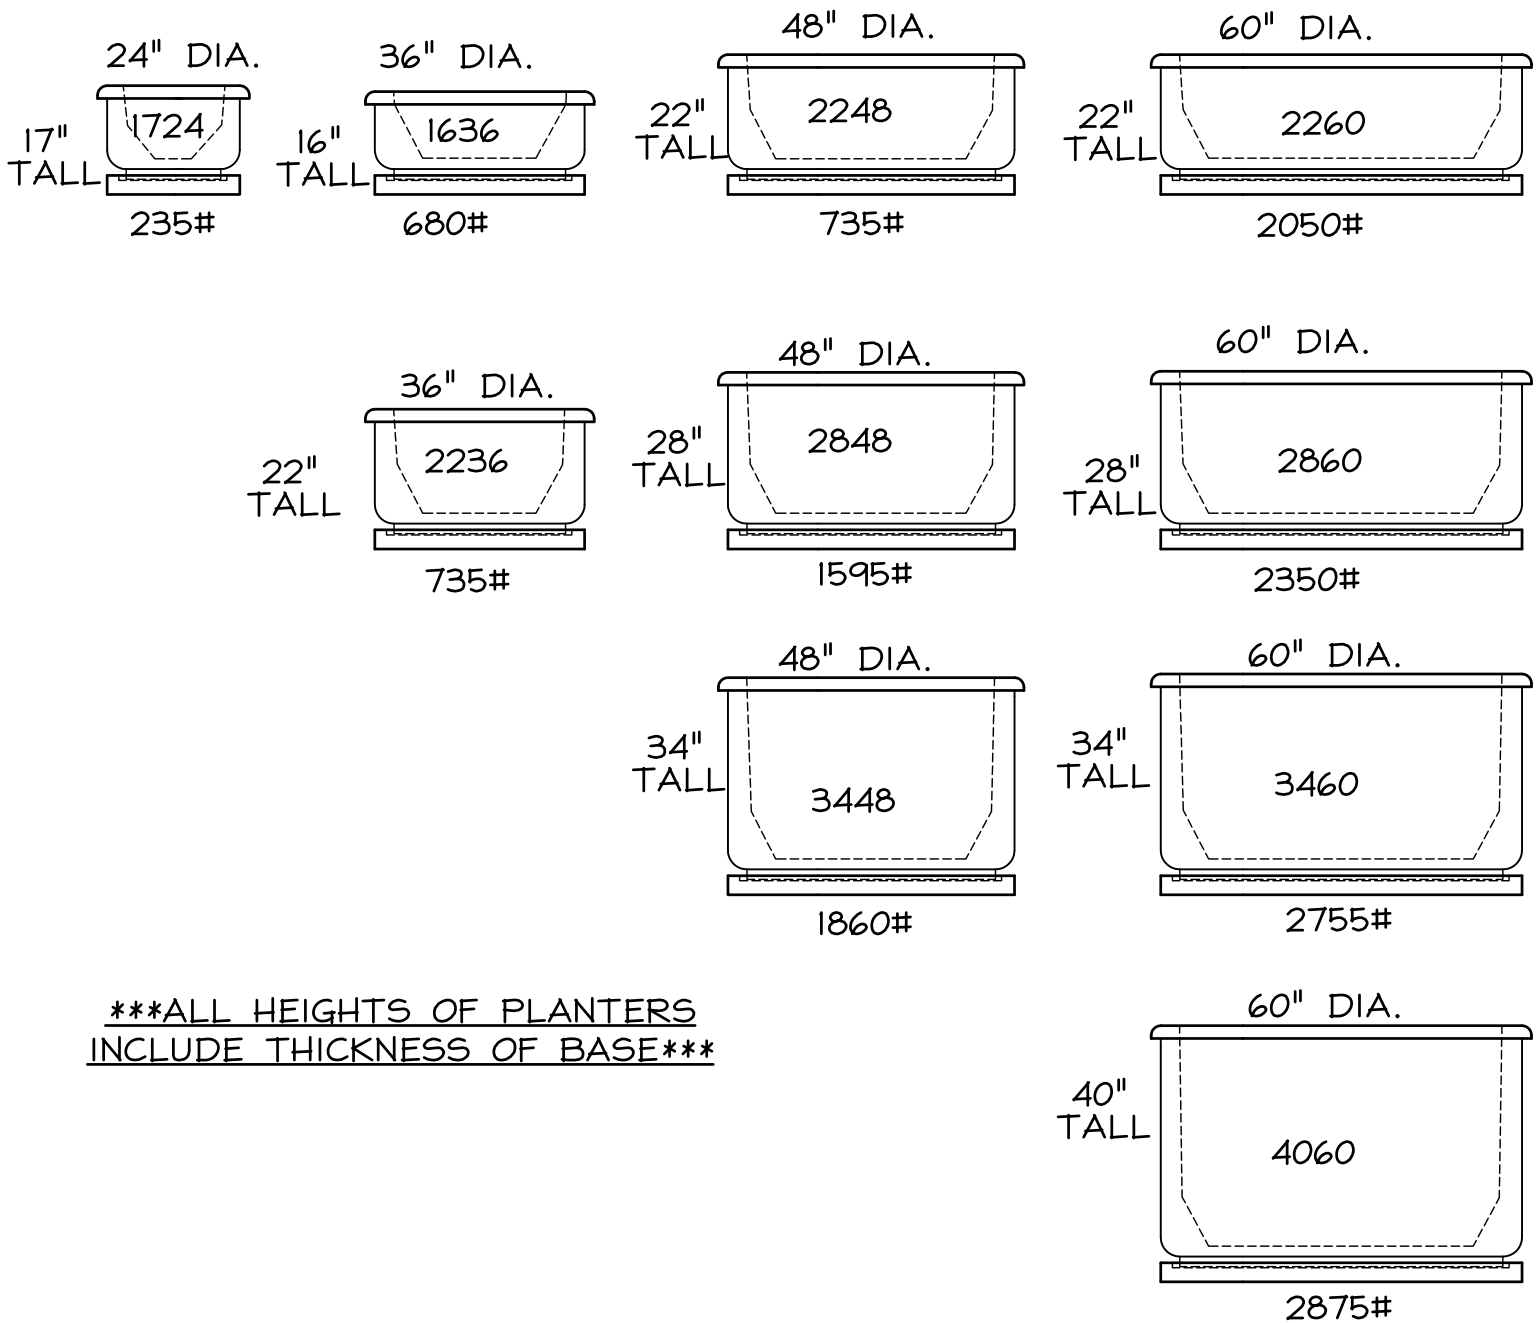 24" DIA.
17"
TALL
1724
235#
36" DIA.
16"
TALL
1636
680#
48" DIA.
22"
TALL
2248
735#
60" DIA.
22"
TALL
2260
2050#
36" DIA.
22"
TALL
2236
735#
48" DIA.
28"
TALL
2848
1595#
60" DIA.
28"
TALL
2860
2350#
48" DIA.
34"
TALL
3448
1860#
60" DIA.
34"
TALL
3460
2755#
***ALL HEIGHTS OF PLANTERS
INCLUDE THICKNESS OF BASE***
60" DIA.
40"
TALL
4060
2875#